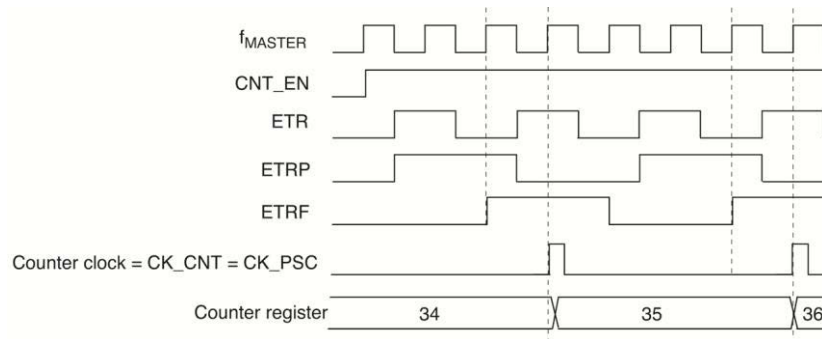 fMASTER
CNT_EN
ETR
ETRP
ETRF
Counter clock = CK_CNT = CK_PSC
Counter register 34 35 36